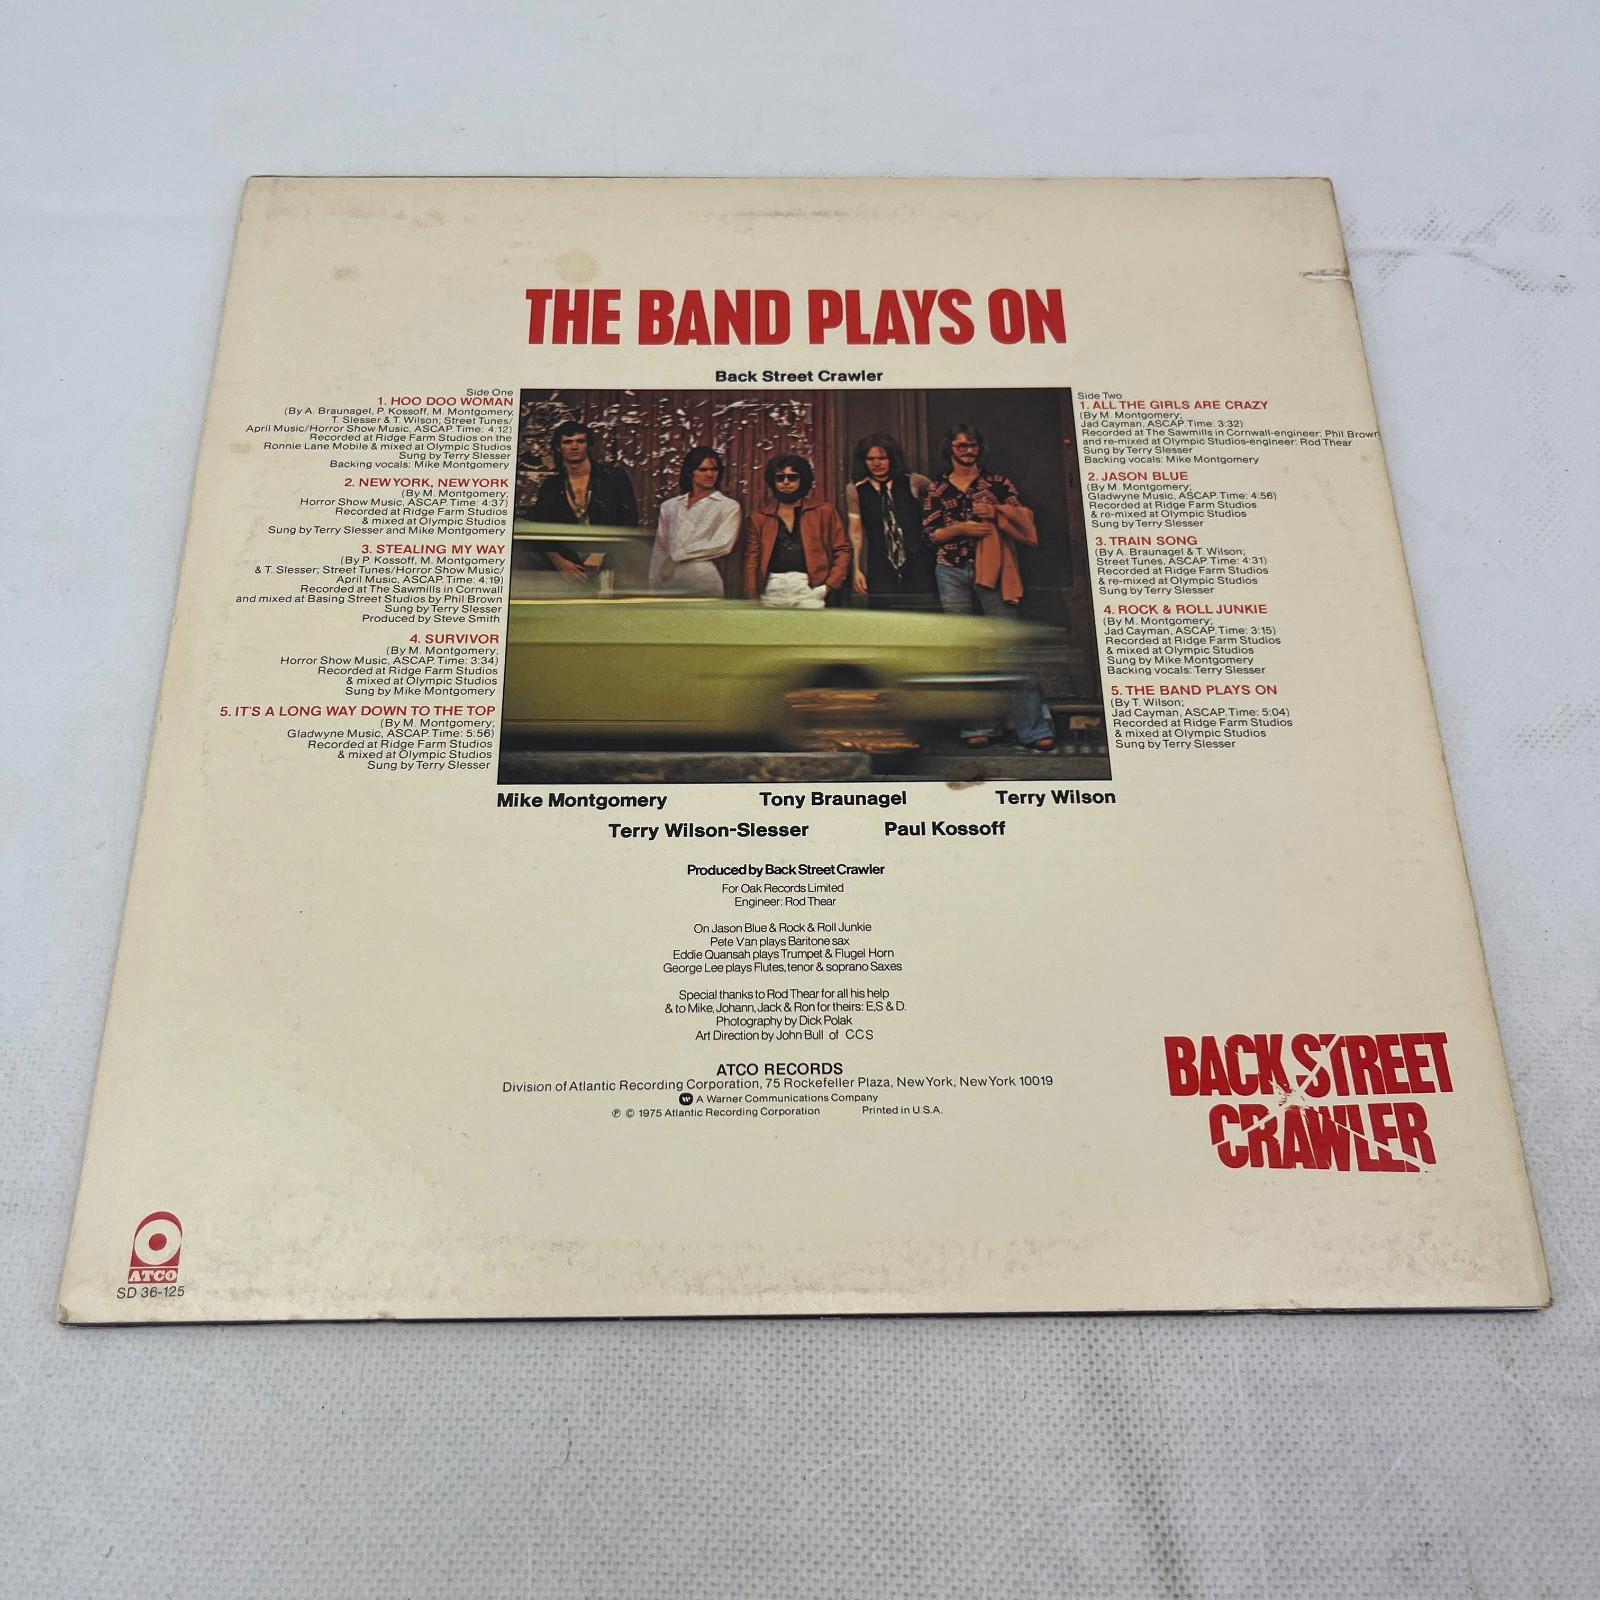 THE BAND PLAYS ON
Back Street Crawler
Side One
1. HOO DOO WOMAN
(By A. Braunagel, P. Kossoff, M. Montgomery,
T. Slesser & T. Wilson; Street Tunes/
April Music/Horror Show Music, ASCAP. Time: 4:12)
Recorded at Ridge Farm Studios on the
Ronnie Lane Mobile & mixed at Olympic Studios
Sung by Terry Slesser
Backing vocals: Mike Montgomery
2. NEW YORK, NEW YORK
(By M. Montgomery;
Horror Show Music, ASCAP. Time: 4:37)
Recorded at Ridge Farm Studios
& mixed at Olympic Studios
Sung by Terry Slesser and Mike Montgomery
3. STEALING MY WAY
(By P. Kossoff, M. Montgomery
& T. Slesser; Street Tunes/Horror Show Music/
April Music, ASCAP. Time: 4:19)
Recorded at The Sawmills in Cornwall
and mixed at Basing Street Studios by Phil Brown
Sung by Terry Slesser
Produced by Steve Smith
4. SURVIVOR
(By M. Montgomery;
Horror Show Music, ASCAP. Time: 3:34)
Recorded at Ridge Farm Studios
& mixed at Olympic Studios
Sung by Mike Montgomery
5. IT'S A LONG WAY DOWN TO THE TOP
(By M. Montgomery;
Gladwyne Music, ASCAP. Time: 5:56)
Recorded at Ridge Farm Studios
& mixed at Olympic Studios
Sung by Terry Slesser
Side Two
1. ALL THE GIRLS ARE CRAZY
(By M. Montgomery;
Jad Cayman, ASCAP. Time: 3:32)
Recorded at The Sawmills in Cornwall-engineer: Phil Brown
and re-mixed at Olympic Studios-engineer: Rod Thear
Sung by Terry Slesser
Backing vocals: Mike Montgomery
2. JASON BLUE
(By M. Montgomery;
Gladwyne Music, ASCAP. Time: 4:56)
Recorded at Ridge Farm Studios
& re-mixed at Olympic Studios
Sung by Terry Slesser
3. TRAIN SONG
(By A. Braunagel & T. Wilson;
Street Tunes, ASCAP. Time: 4:31)
Recorded at Ridge Farm Studios
& re-mixed at Olympic Studios
Sung by Terry Slesser
4. ROCK & ROLL JUNKIE
(By M. Montgomery;
Jad Cayman, ASCAP. Time: 3:15)
Recorded at Ridge Farm Studios
& mixed at Olympic Studios
Sung by Mike Montgomery
Backing vocals: Terry Slesser
5. THE BAND PLAYS ON
(By T. Wilson;
Jad Cayman, ASCAP. Time: 5:04)
Recorded at Ridge Farm Studios
& mixed at Olympic Studios
Sung by Terry Slesser
Mike Montgomery Tony Braunagel Terry Wilson
Terry Wilson-Slesser Paul Kossoff
Produced by Back Street Crawler
For Oak Records Limited
Engineer: Rod Thear
On Jason Blue & Rock & Roll Junkie
Pete Van plays Baritone sax
Eddie Quansah plays Trumpet & Flugel Horn
George Lee plays Flutes, tenor & soprano Saxes
Special thanks to Rod Thear for all his help
& to Mike, Johann, Jack & Ron for theirs: E,S & D.
Photography by Dick Polak
Art Direction by John Bull of CCS
ATCO RECORDS
Division of Atlantic Recording Corporation, 75 Rockefeller Plaza, New York, New York 10019
A Warner Communications Company
℗ © 1975 Atlantic Recording Corporation Printed in U.S.A.
BACK STREET
CRAWLER
ATCO
SD 36-125